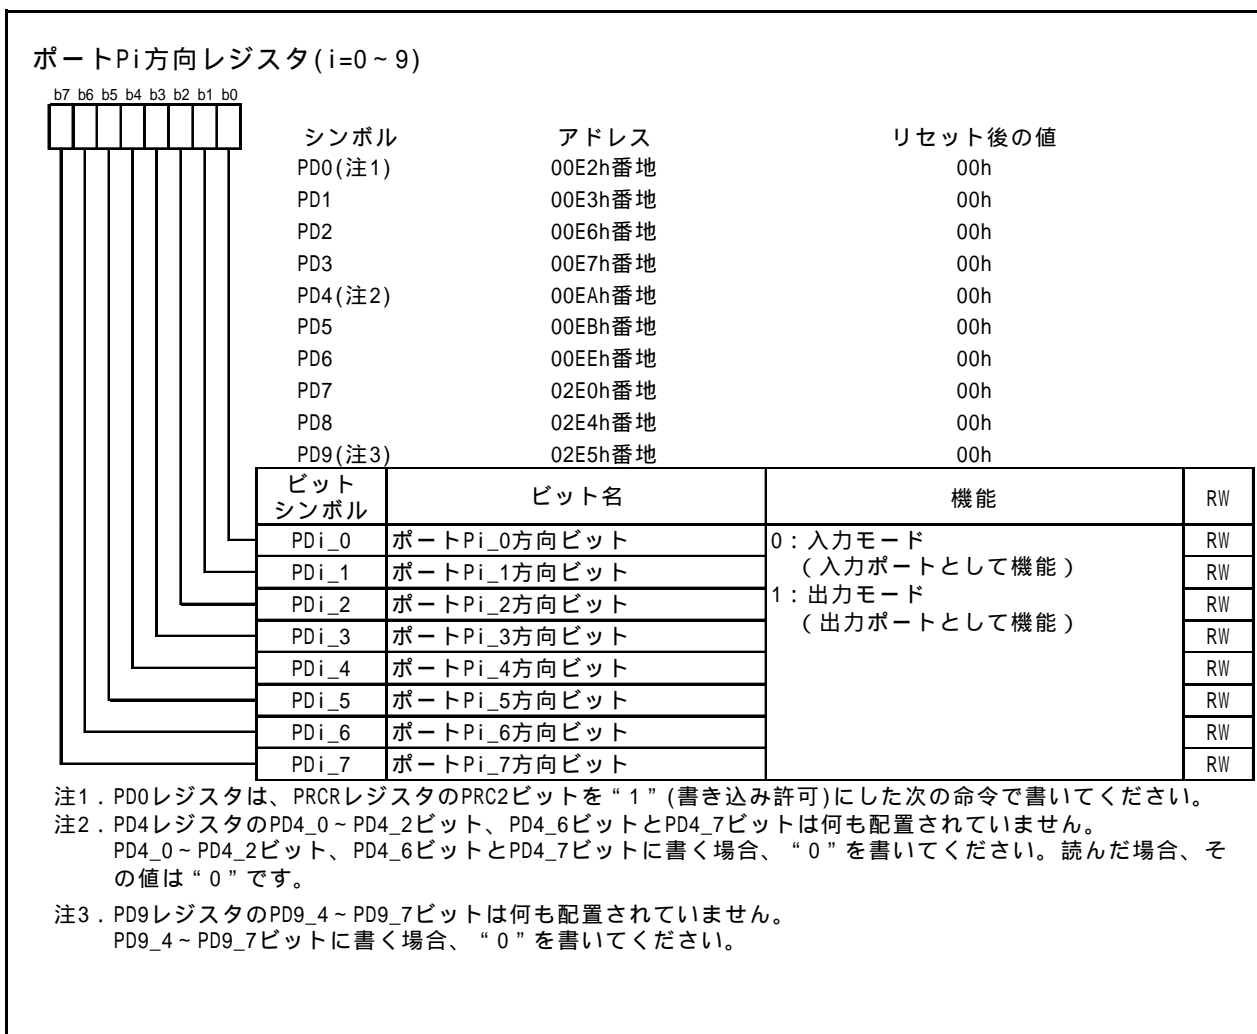 ポートPi方向レジスタ(i=0~9)
b7 b6 b5 b4 b3 b2 b1 b0
シンボル アドレス リセット後の値
PD0(注1) 00E2h番地 00h
PD1 00E3h番地 00h
PD2 00E6h番地 00h
PD3 00E7h番地 00h
PD4(注2) 00EAh番地 00h
PD5 00EBh番地 00h
PD6 00EEh番地 00h
PD7 02E0h番地 00h
PD8 02E4h番地 00h
PD9(注3) 02E5h番地 00h
ビット
シンボル ビット名 機能 RW
PDi_0 ポートPi_0方向ビット 0:入力モード RW
PDi_1 ポートPi_1方向ビット (入力ポートとして機能) RW
PDi_2 ポートPi_2方向ビット 1:出力モード RW
PDi_3 ポートPi_3方向ビット (出力ポートとして機能) RW
PDi_4 ポートPi_4方向ビット RW
PDi_5 ポートPi_5方向ビット RW
PDi_6 ポートPi_6方向ビット RW
PDi_7 ポートPi_7方向ビット RW
注1.PD0レジスタは、PRCRレジスタのPRC2ビットを“1”(書き込み許可)にした次の命令で書いてください。
注2.PD4レジスタのPD4_0~PD4_2ビット、PD4_6ビットとPD4_7ビットは何も配置されていません。
PD4_0~PD4_2ビット、PD4_6ビットとPD4_7ビットに書く場合、“0”を書いてください。読んだ場合、そ
の値は“0”です。
注3.PD9レジスタのPD9_4~PD9_7ビットは何も配置されていません。
PD9_4~PD9_7ビットに書く場合、“0”を書いてください。